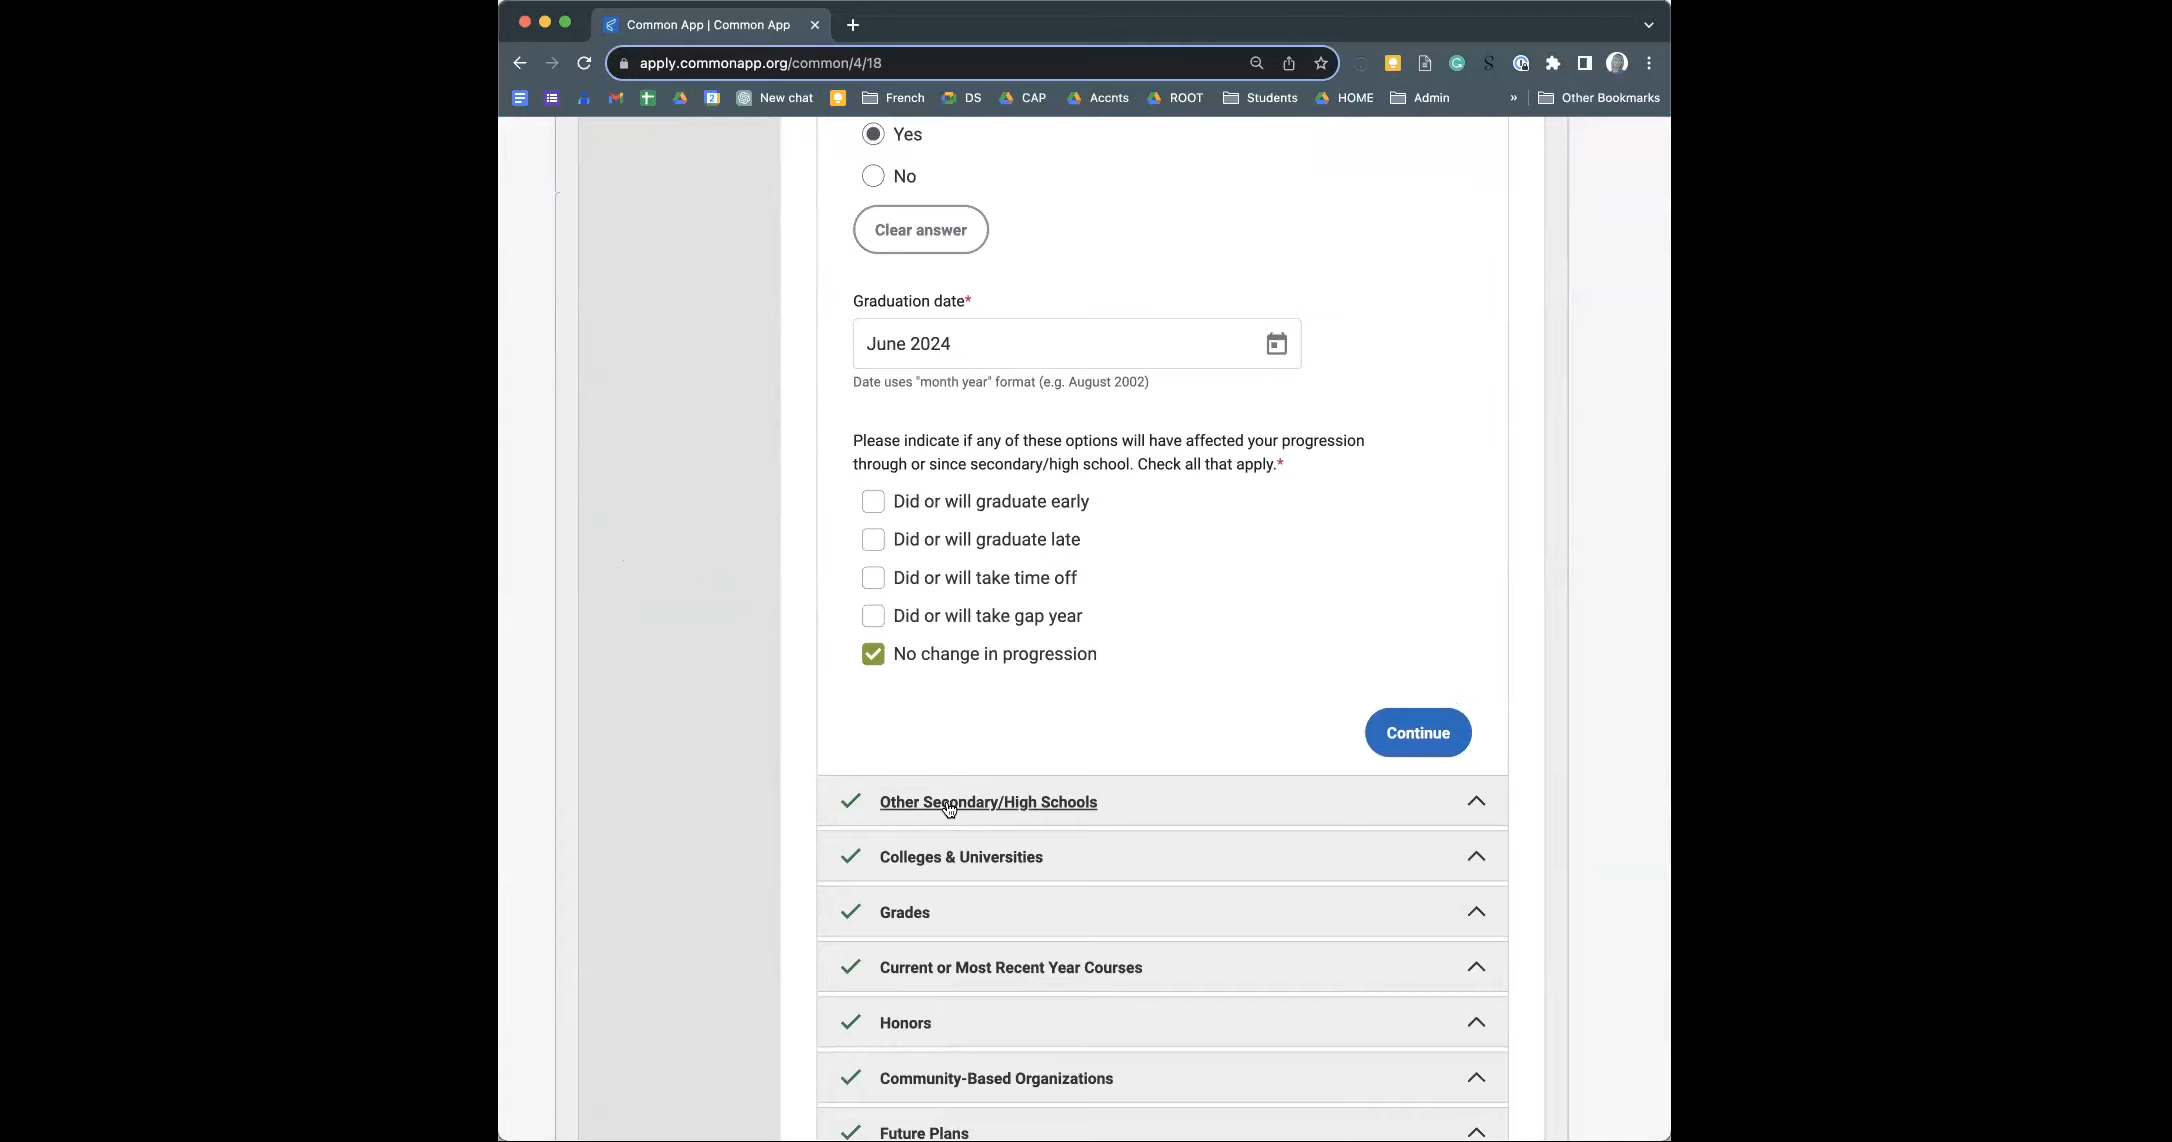 Common App | Common App
apply.commonapp.org/common/4/18
New chat French DS CAP Accnts ROOT Students HOME Admin » Other Bookmarks
Yes
No
Clear answer
Graduation date*
June 2024
Date uses "month year" format (e.g. August 2002)
Please indicate if any of these options will have affected your progression
through or since secondary/high school. Check all that apply.*
Did or will graduate early
Did or will graduate late
Did or will take time off
Did or will take gap year
No change in progression
Continue
Other Secondary/High Schools
Colleges & Universities
Grades
Current or Most Recent Year Courses
Honors
Community-Based Organizations
Future Plans